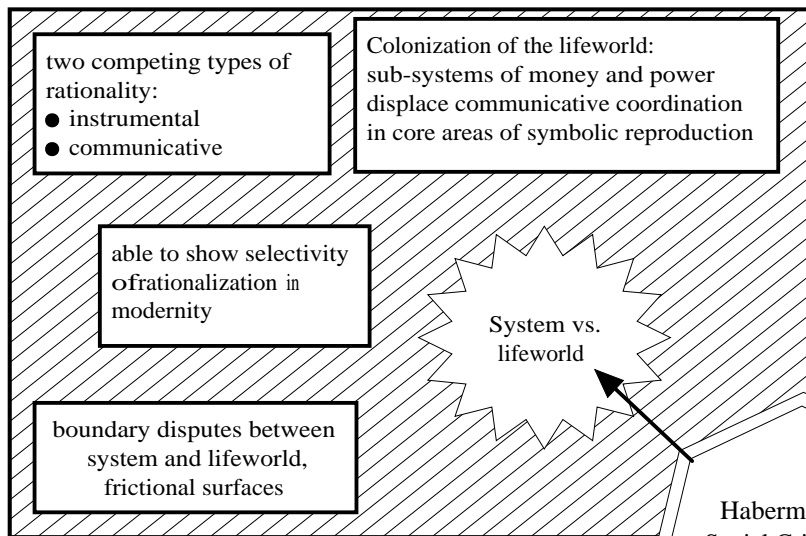 two competing types of
rationality:
● instrumental
● communicative
Colonization of the lifeworld:
sub-systems of money and power
displace communicative coordination
in core areas of symbolic reproduction
able to show selectivity
ofrationalization in
modernity
System vs.
lifeworld
boundary disputes between
system and lifeworld,
frictional surfaces
Haberm